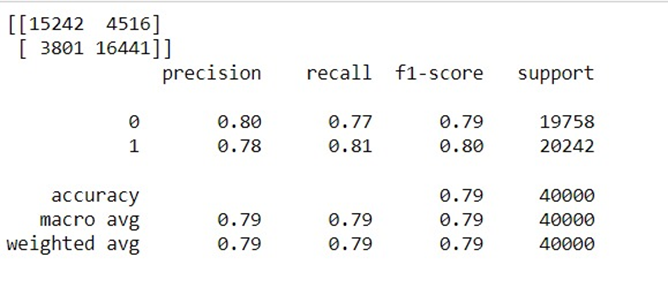 [[15242  4516]
 [ 3801 16441]]
              precision    recall  f1-score   support

           0       0.80      0.77      0.79     19758
           1       0.78      0.81      0.80     20242

    accuracy                           0.79     40000
   macro avg       0.79      0.79      0.79     40000
weighted avg       0.79      0.79      0.79     40000